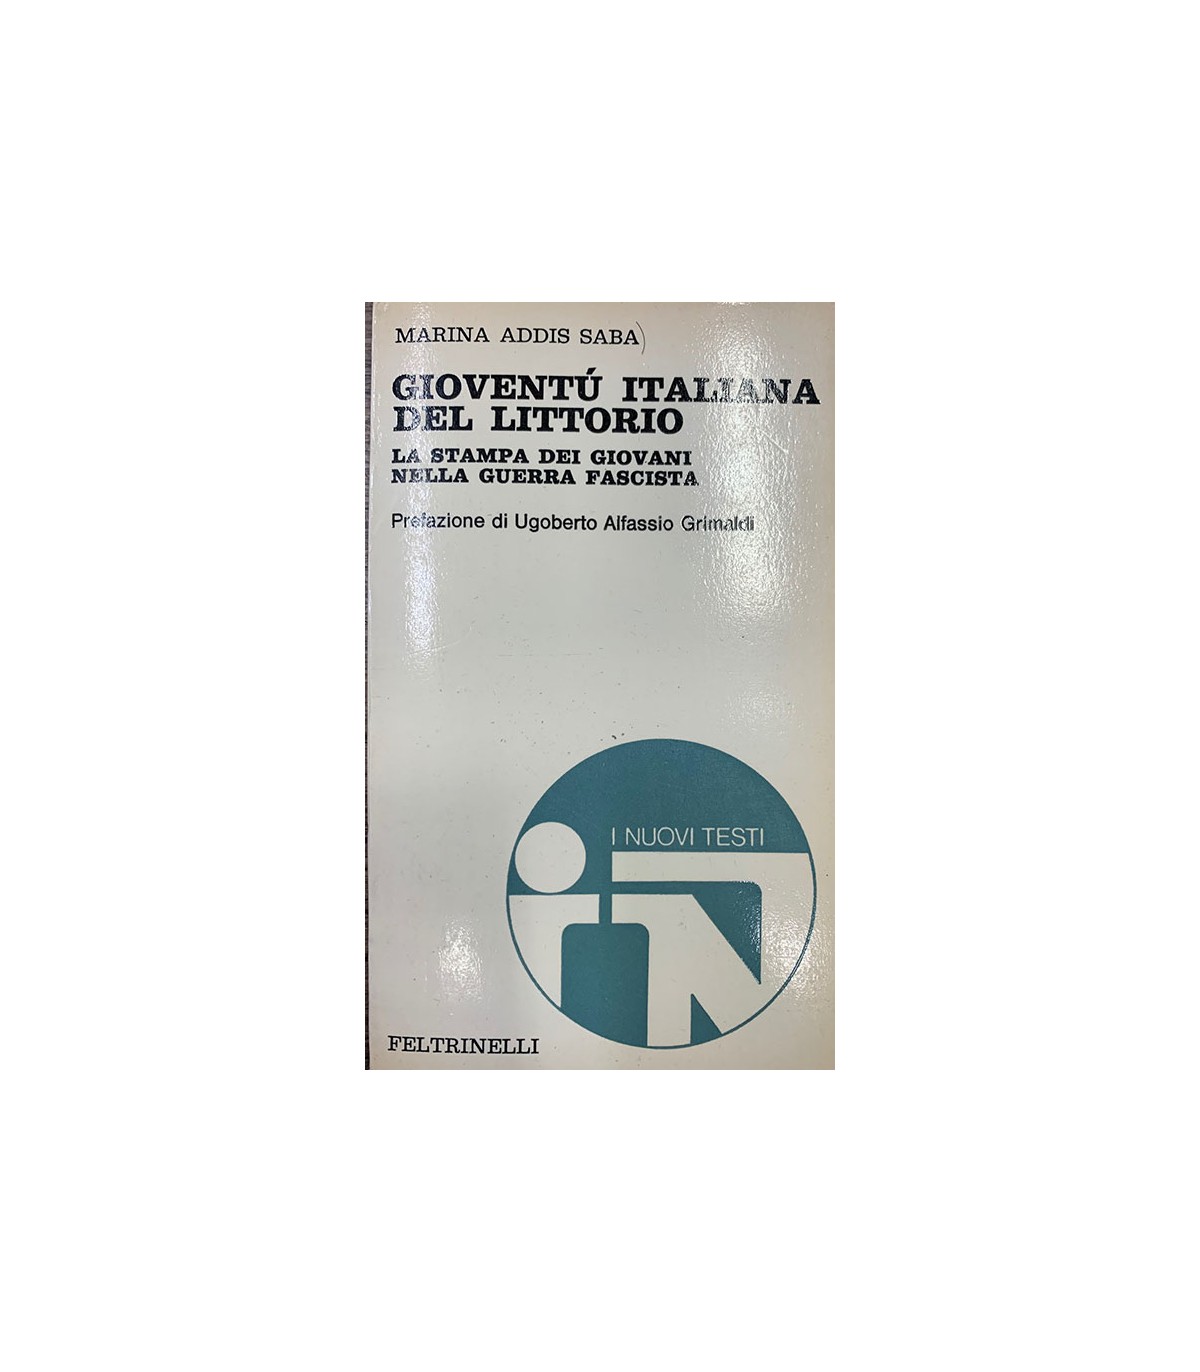 MARINA ADDIS SABA
GIOVENTÚ ITALIANA
DEL LITTORIO
LA STAMPA DEI GIOVANI
NELLA GUERRA FASCISTA
Prefazione di Ugoberto Alfassio Grimaldi
I NUOVI TESTI
FELTRINELLI